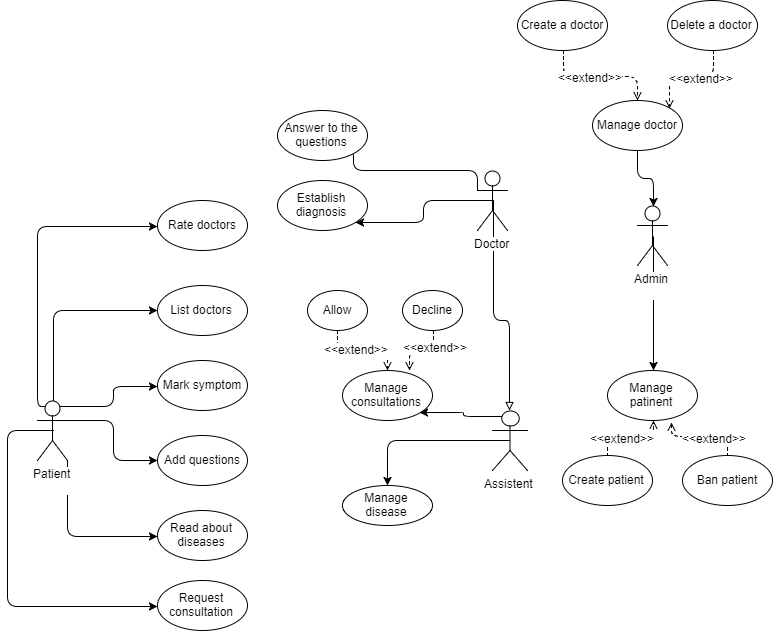 Create a doctor
Delete a doctor
<<extend>>
<<extend>>
Manage doctor
Answer to the
questions
Establish
diagnosis
Doctor
Admin
Rate doctors
List doctors
Allow
Decline
<<extend>>
<<extend>>
Mark symptom
Manage
consultations
Manage
patinent
Patient
Add questions
Assistent
<<extend>>
<<extend>>
Create patient
Ban patient
Manage
disease
Read about
diseases
Request
consultation